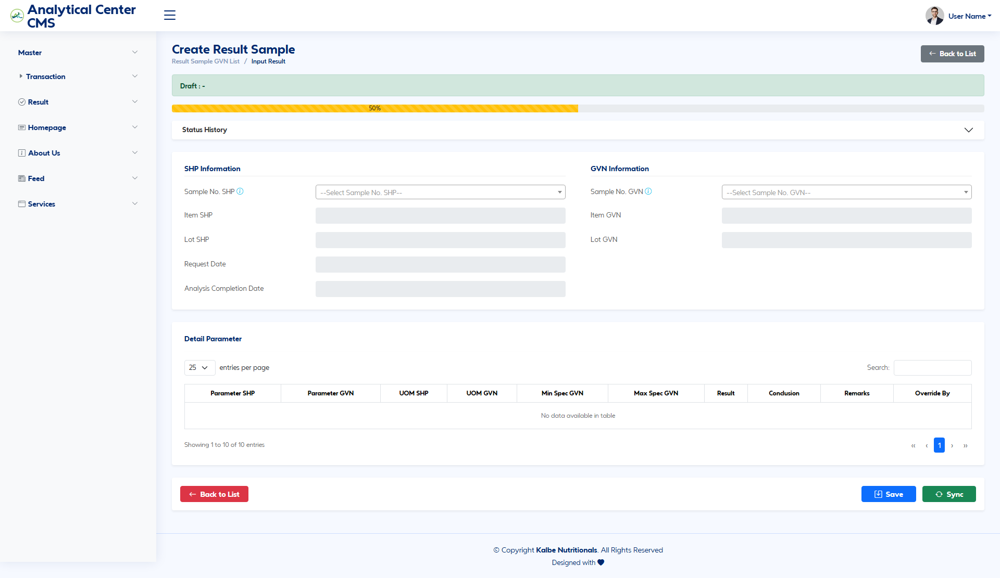 Analytical Center
CMS
User Name
Master
Transaction
Result
Homepage
About Us
Feed
Services
Create Result Sample
Result Sample GVN List / Input Result
Back to List
Draft : -
50%
Status History
SHP Information
Sample No. SHP
--Select Sample No. SHP--
Item SHP
Lot SHP
Request Date
Analysis Completion Date
GVN Information
Sample No. GVN
--Select Sample No. GVN--
Item GVN
Lot GVN
Detail Parameter
25 entries per page
Search:
Parameter SHP Parameter GVN UOM SHP UOM GVN Min Spec GVN Max Spec GVN Result Conclusion Remarks Override By
No data available in table
Showing 1 to 10 of 10 entries
« ‹ 1 › »
Back to List
Save
Sync
© Copyright Kalbe Nutritionals. All Rights Reserved
Designed with